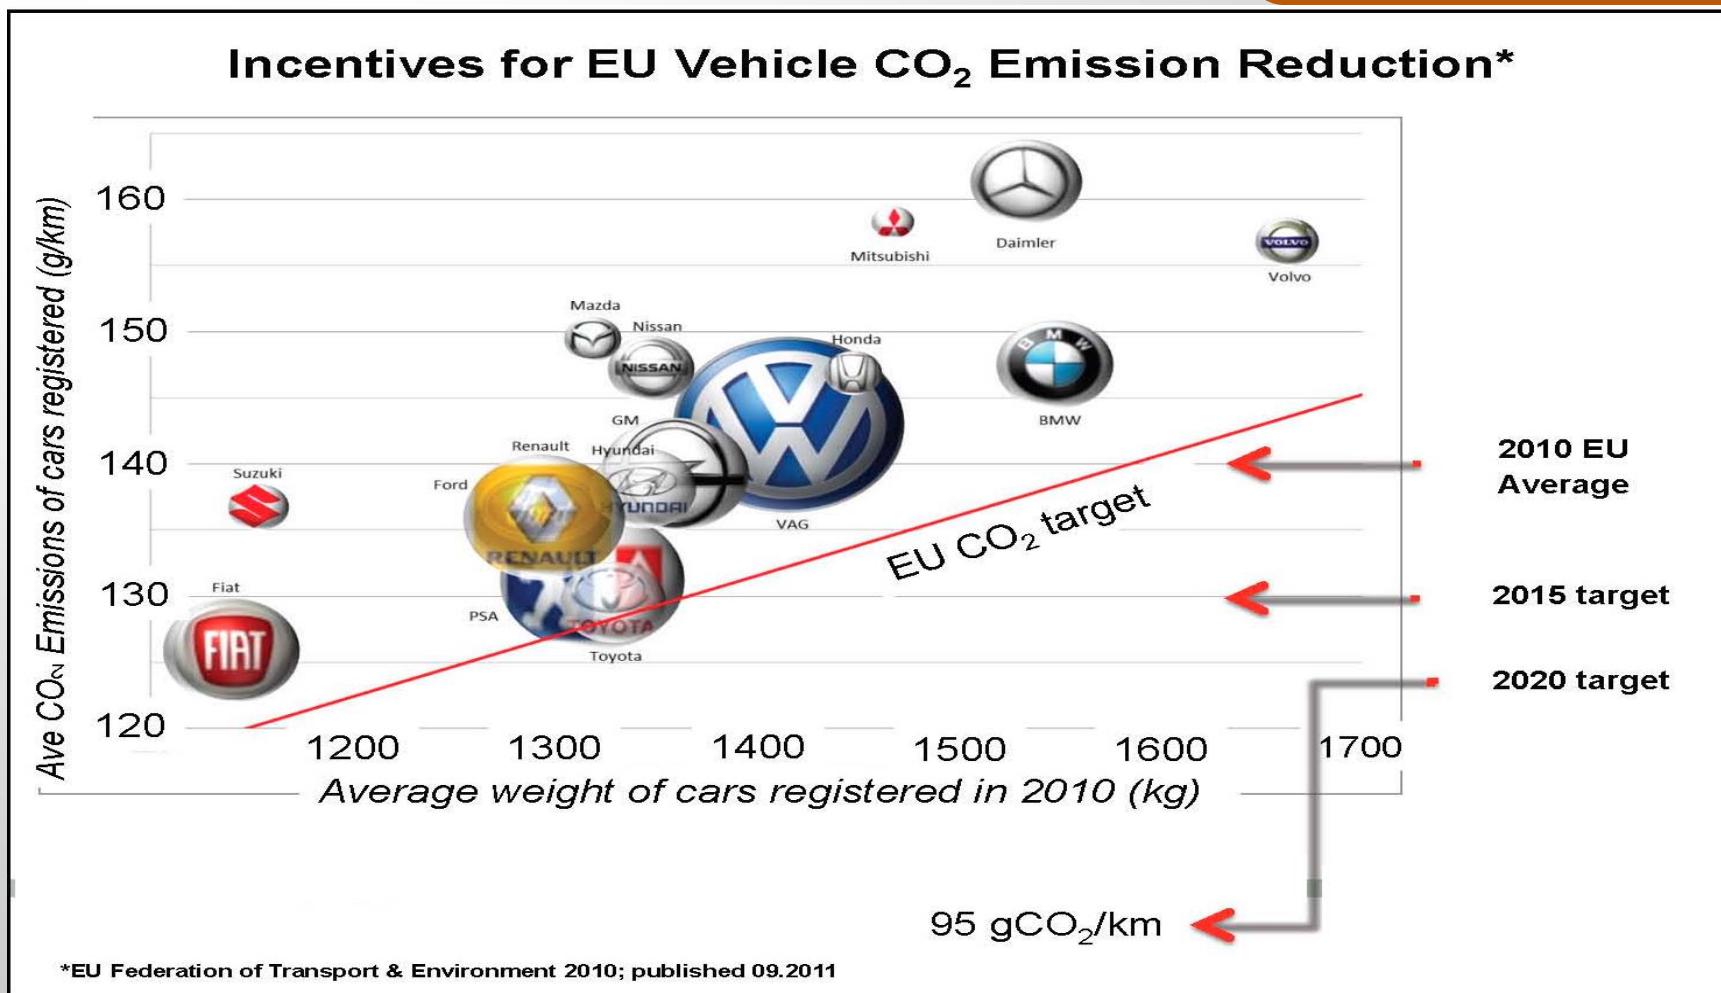 Incentives for EU Vehicle CO₂ Emission Reduction*
Ave CO₂ Emissions of cars registered (g/km)
160
150
140
130
120
Mitsubishi
Daimler
VOLVO
Volvo
Mazda
Nissan
NISSAN
Honda
BMW
BMW
GM
Renault
Hyundai
HYUNDAI
Suzuki
Ford
RENAULT
VAG
EU CO₂ target
Fiat
FIAT
PSA
TOYOTA
Toyota
2010 EU
Average
2015 target
2020 target
1200
1300
1400
1500
1600
1700
Average weight of cars registered in 2010 (kg)
95 gCO₂/km
*EU Federation of Transport & Environment 2010; published 09.2011